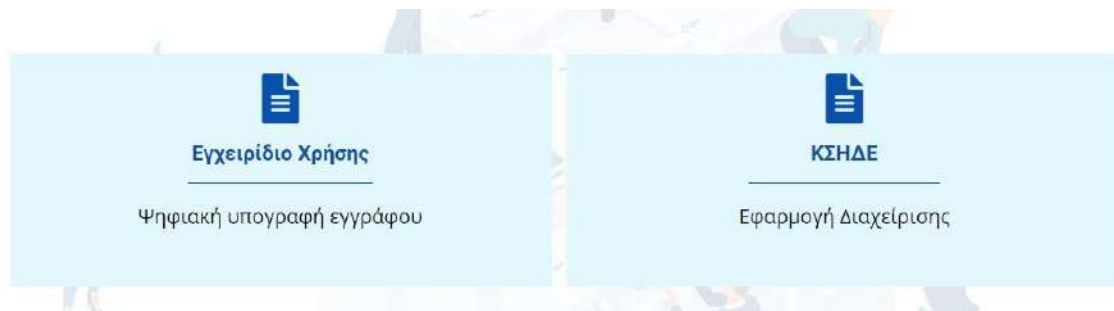 Εγχειρίδιο Χρήσης
Ψηφιακή υπογραφή εγγράφου
ΚΣΗΔΕ
Εφαρμογή Διαχείρισης